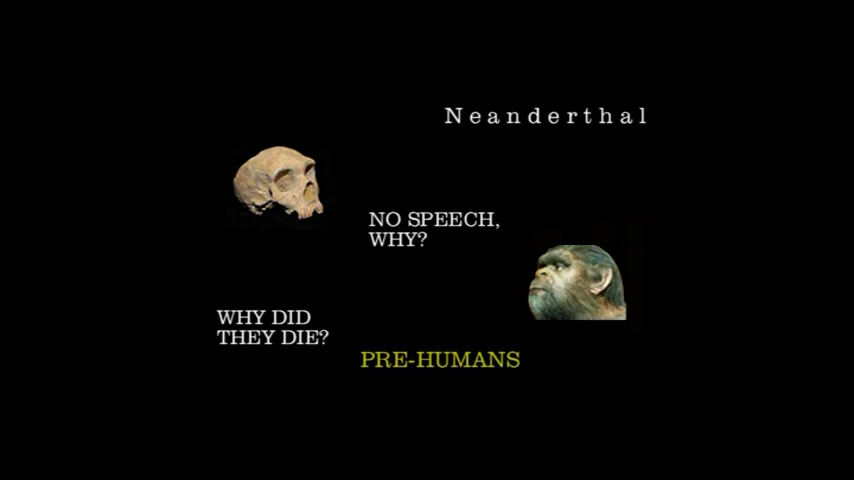 Neanderthal
NO SPEECH,
WHY?
WHY DID
THEY DIE?
PRE-HUMANS